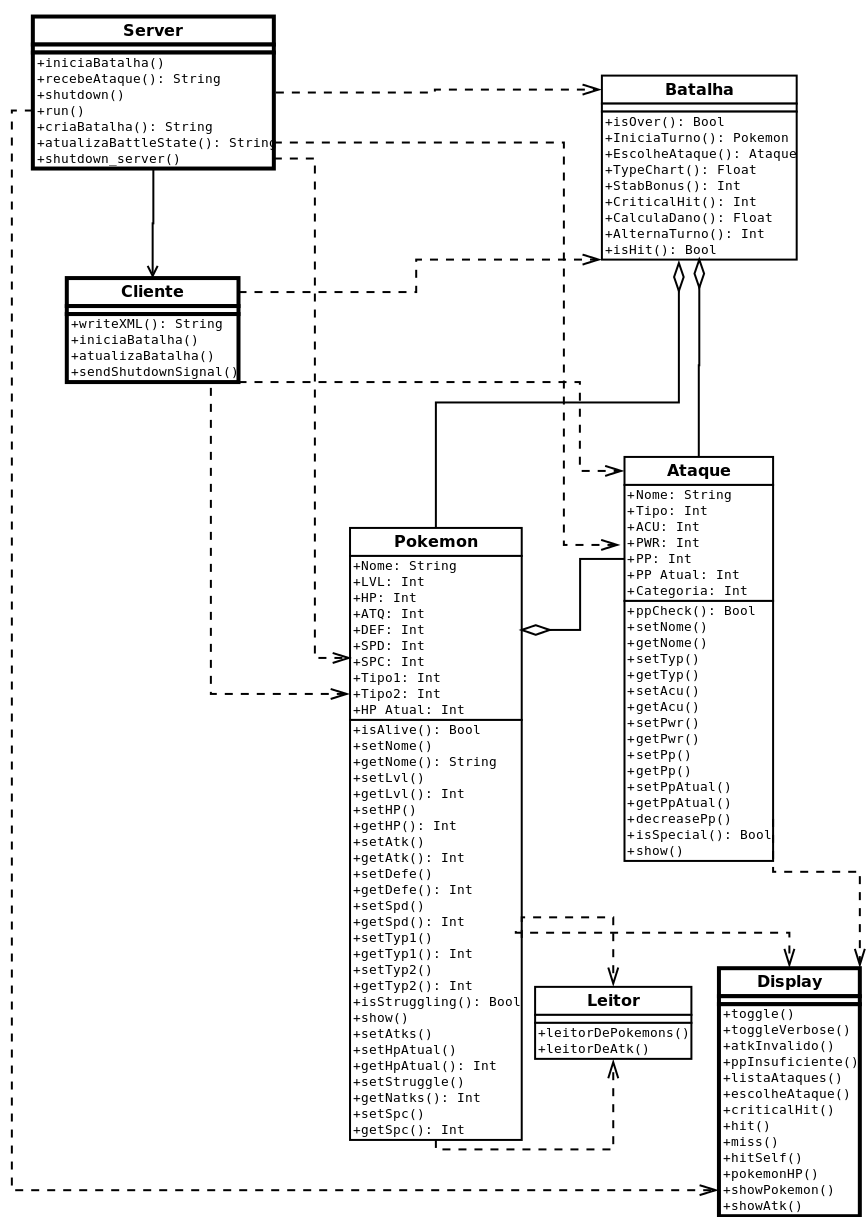 Server
+iniciaBatalha()
+recebeAtaque(): String
+shutdown()
+run()
+criaBatalha(): String
+atualizaBattleState(): String
+shutdown_server()
Batalha
+isOver(): Bool
+IniciaTurno(): Pokemon
+EscolheAtaque(): Ataque
+TypeChart(): Float
+StabBonus(): Int
+CriticalHit(): Int
+CalculaDano(): Float
+AlternaTurno(): Int
+isHit(): Bool
Cliente
+writeXML(): String
+iniciaBatalha()
+atualizaBatalha()
+sendShutdownSignal()
Ataque
+Nome: String
+Tipo: Int
+ACU: Int
+PWR: Int
+PP: Int
+PP Atual: Int
+Categoria: Int
+ppCheck(): Bool
+setNome()
+getNome()
+setTyp()
+getTyp()
+setAcu()
+getAcu()
+setPwr()
+getPwr()
+setPp()
+getPp()
+setPpAtual()
+getPpAtual()
+decreasePp()
+isSpecial(): Bool
+show()
Pokemon
+Nome: String
+LVL: Int
+HP: Int
+ATQ: Int
+DEF: Int
+SPD: Int
+SPC: Int
+Tipo1: Int
+Tipo2: Int
+HP Atual: Int
+isAlive(): Bool
+setNome()
+getNome(): String
+setLvl()
+getLvl(): Int
+setHP()
+getHP(): Int
+setAtk()
+getAtk(): Int
+setDefe()
+getDefe(): Int
+setSpd()
+getSpd(): Int
+setTyp1()
+getTyp1(): Int
+setTyp2()
+getTyp2(): Int
+isStruggling(): Bool
+show()
+setAtks()
+setHpAtual()
+getHpAtual(): Int
+setStruggle()
+getNatks(): Int
+setSpc()
+getSpc(): Int
Leitor
+leitorDePokemons()
+leitorDeAtk()
Display
+toggle()
+toggleVerbose()
+atkInvalido()
+ppInsuficiente()
+listaAtaques()
+escolheAtaque()
+criticalHit()
+hit()
+miss()
+hitSelf()
+pokemonHP()
+showPokemon()
+showAtk()